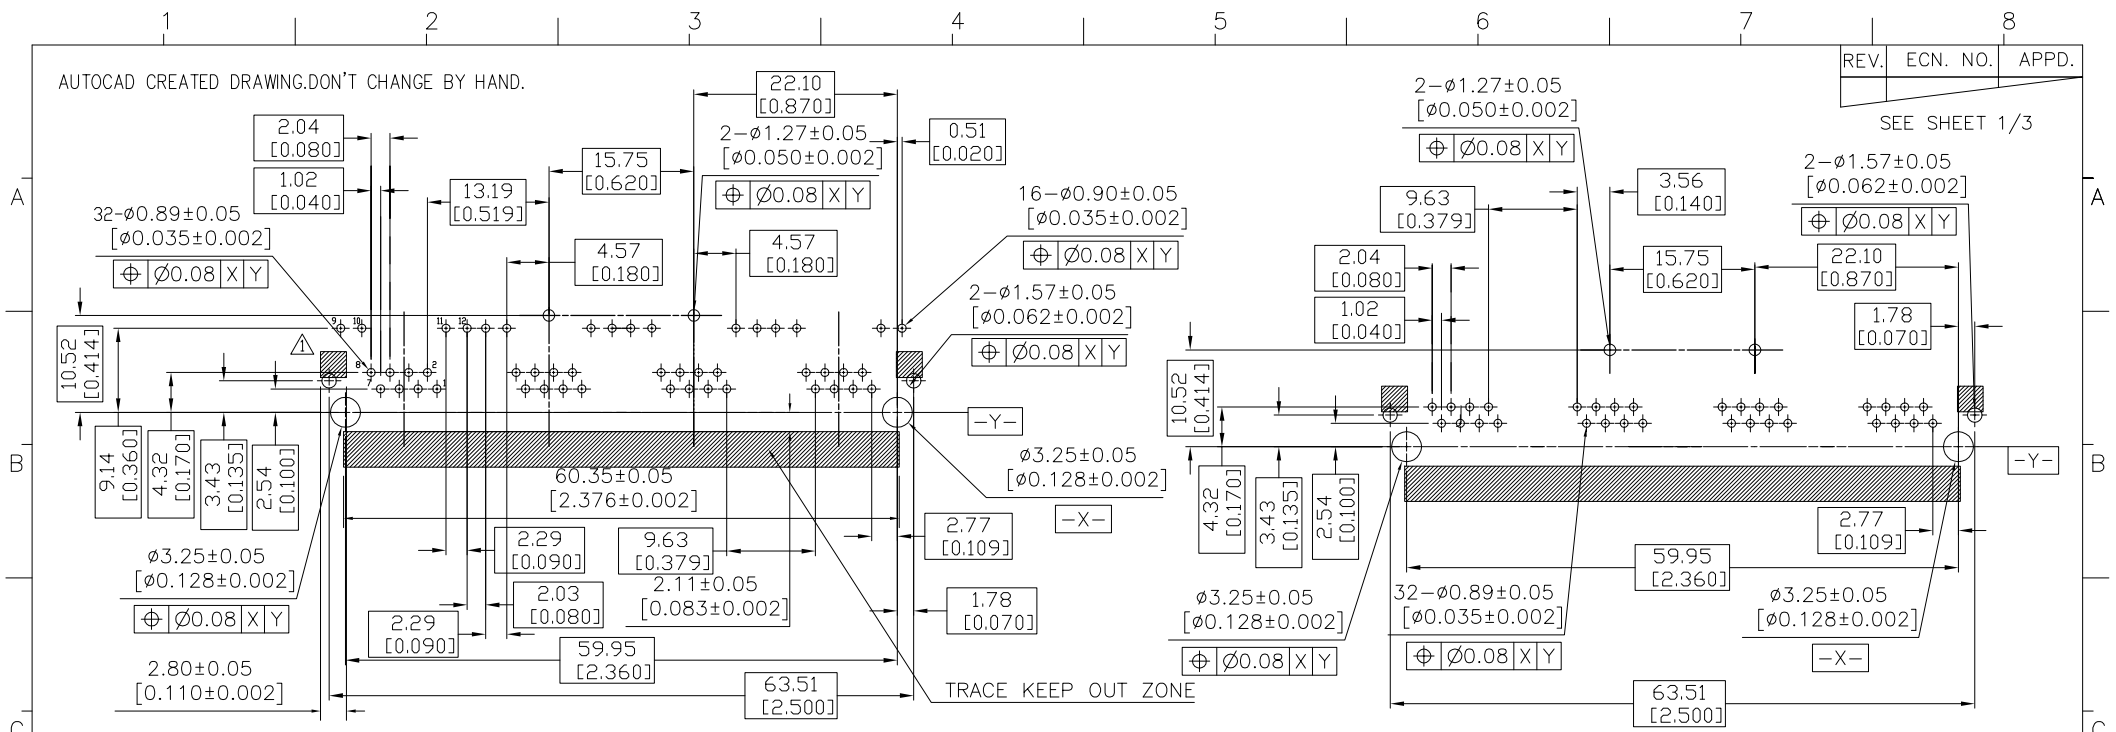 1 2 3 4 5 6 7 8
REV. ECN. NO. APPD.
SEE SHEET 1/3
AUTOCAD CREATED DRAWING.DON'T CHANGE BY HAND.
A
B
C
22.10
[0.870]
2.04
[0.080]
2-ø1.27±0.05
[ø0.050±0.002]
⌖ Ø0.08 X Y
0.51
[0.020]
15.75
[0.620]
1.02
[0.040]
13.19
[0.519]
16-ø0.90±0.05
[ø0.035±0.002]
⌖ Ø0.08 X Y
32-ø0.89±0.05
[ø0.035±0.002]
⌖ Ø0.08 X Y
4.57
[0.180]
4.57
[0.180]
2-ø1.57±0.05
[ø0.062±0.002]
⌖ Ø0.08 X Y
9 10 11 12
8 2
7 1
1
10.52
[0.414]
9.14
[0.360]
4.32
[0.170]
3.43
[0.135]
2.54
[0.100]
-Y-
60.35±0.05
[2.376±0.002]
ø3.25±0.05
[ø0.128±0.002]
-X-
2.29
[0.090]
9.63
[0.379]
2.77
[0.109]
ø3.25±0.05
[ø0.128±0.002]
⌖ Ø0.08 X Y
2.03
[0.080]
2.11±0.05
[0.083±0.002]
1.78
[0.070]
2.29
[0.090]
59.95
[2.360]
2.80±0.05
[0.110±0.002]
63.51
[2.500]
TRACE KEEP OUT ZONE
2-ø1.27±0.05
[ø0.050±0.002]
⌖ Ø0.08 X Y
2-ø1.57±0.05
[ø0.062±0.002]
⌖ Ø0.08 X Y
3.56
[0.140]
9.63
[0.379]
2.04
[0.080]
15.75
[0.620]
22.10
[0.870]
1.02
[0.040]
1.78
[0.070]
10.52
[0.414]
4.32
[0.170]
3.43
[0.135]
2.54
[0.100]
-Y-
2.77
[0.109]
59.95
[2.360]
ø3.25±0.05
[ø0.128±0.002]
⌖ Ø0.08 X Y
32-ø0.89±0.05
[ø0.035±0.002]
⌖ Ø0.08 X Y
ø3.25±0.05
[ø0.128±0.002]
-X-
63.51
[2.500]
A
B
C